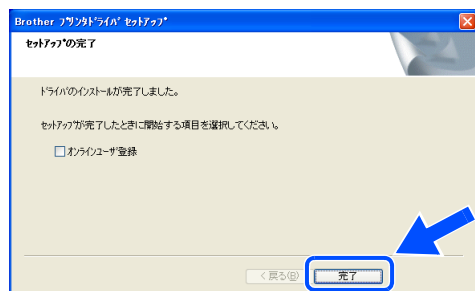 Brother プリンタドライバ セットアップ
セットアップの完了
ドライバのインストールが完了しました。
セットアップが完了したときに開始する項目を選択してください。
オンラインユーザ登録
< 戻る(B)
完了